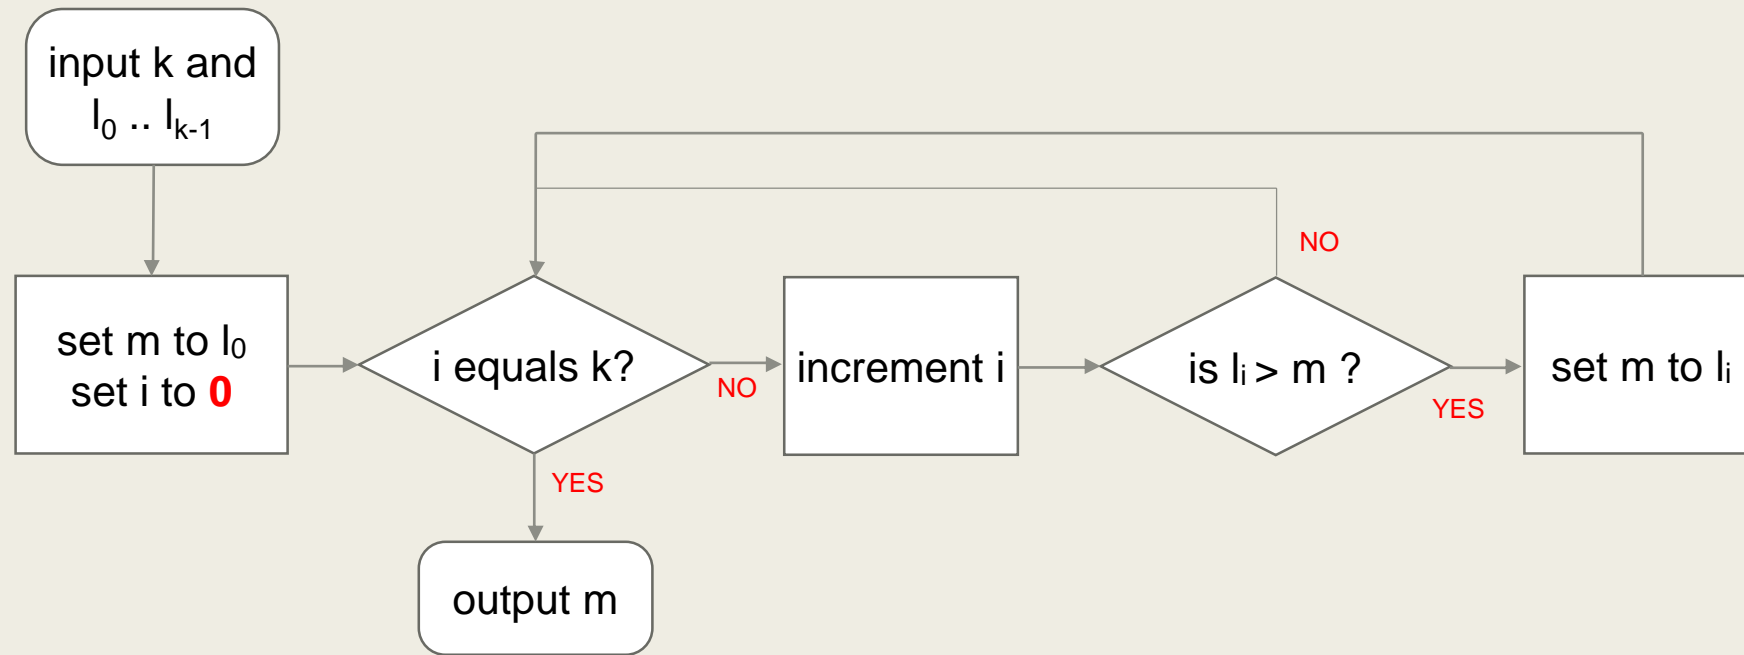 input k and
l₀ .. lₖ₋₁
set m to l₀
set i to 0
i equals k?
NO
YES
output m
increment i
is lᵢ > m ?
NO
YES
set m to lᵢ